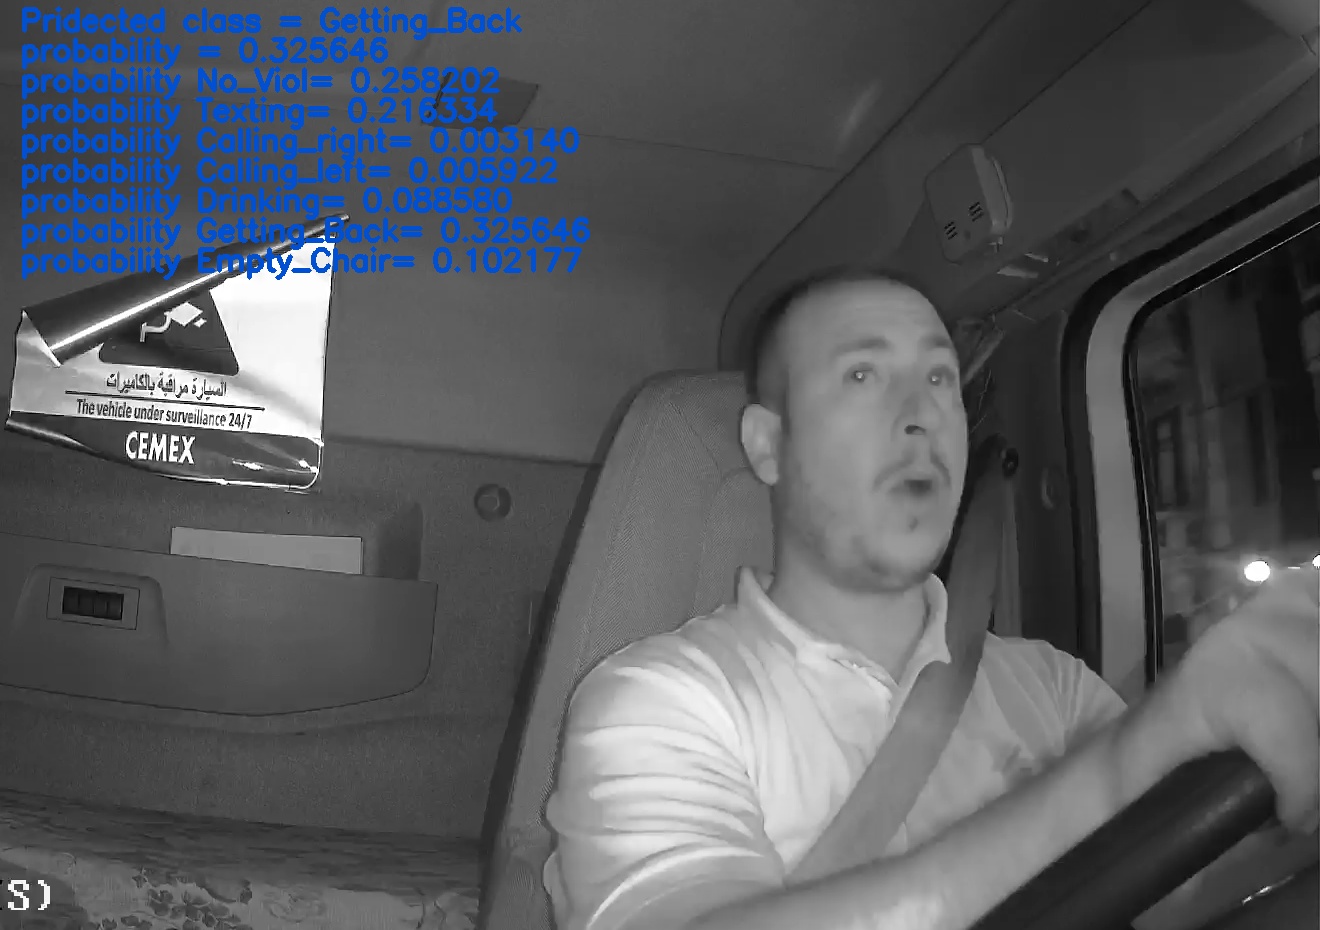 Pridected class = Getting_Back
probability = 0.325646
probability No_Viol= 0.258202
probability Texting= 0.216334
probability Calling_right= 0.003140
probability Calling_left= 0.005922
probability Drinking= 0.088580
probability Getting_Back= 0.325646
probability Empty_Chair= 0.102177
السيارة مراقبة بالكاميرات
The vehicle under surveillance 24/7
CEMEX
S)